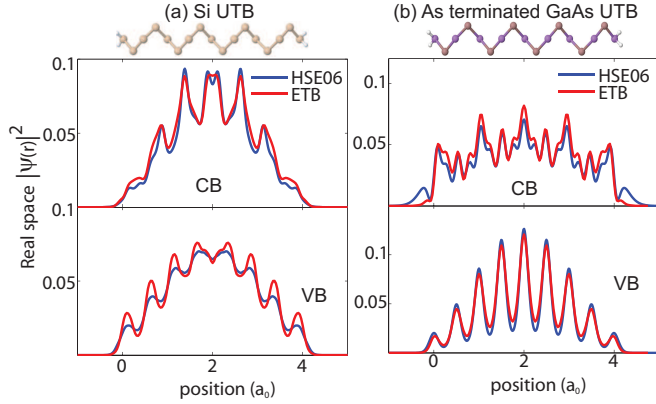 (a) Si UTB
(b) As terminated GaAs UTB
Real space |Ψ(r)|²
0.1
0.05
HSE06
ETB
CB
0.1
0.05
VB
0
2
4
position (a₀)
0.1
0.05
HSE06
ETB
CB
0.1
0.05
VB
0
2
4
position (a₀)